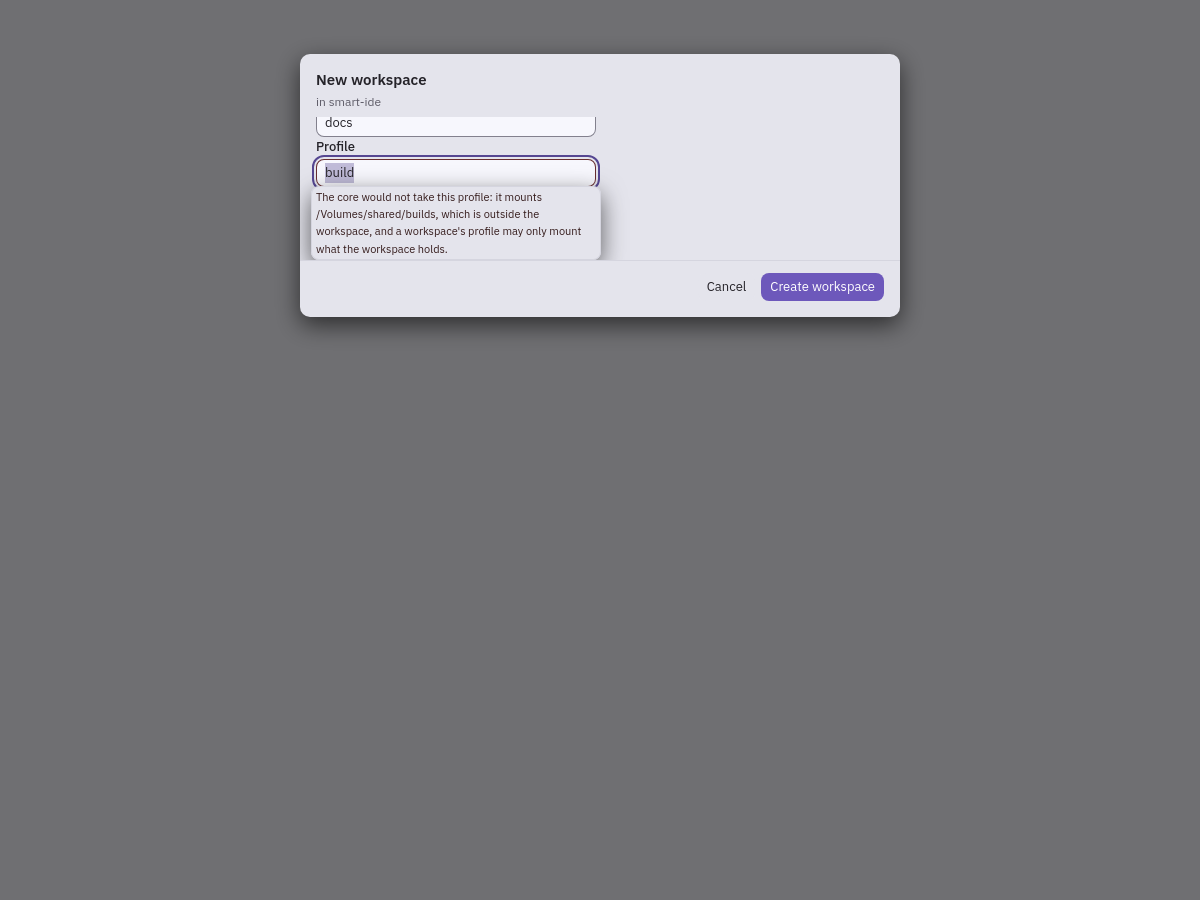 New workspace
in smart-ide
docs
Profile
build
The core would not take this profile: it mounts
/Volumes/shared/builds, which is outside the
workspace, and a workspace's profile may only mount
what the workspace holds.
Cancel
Create workspace